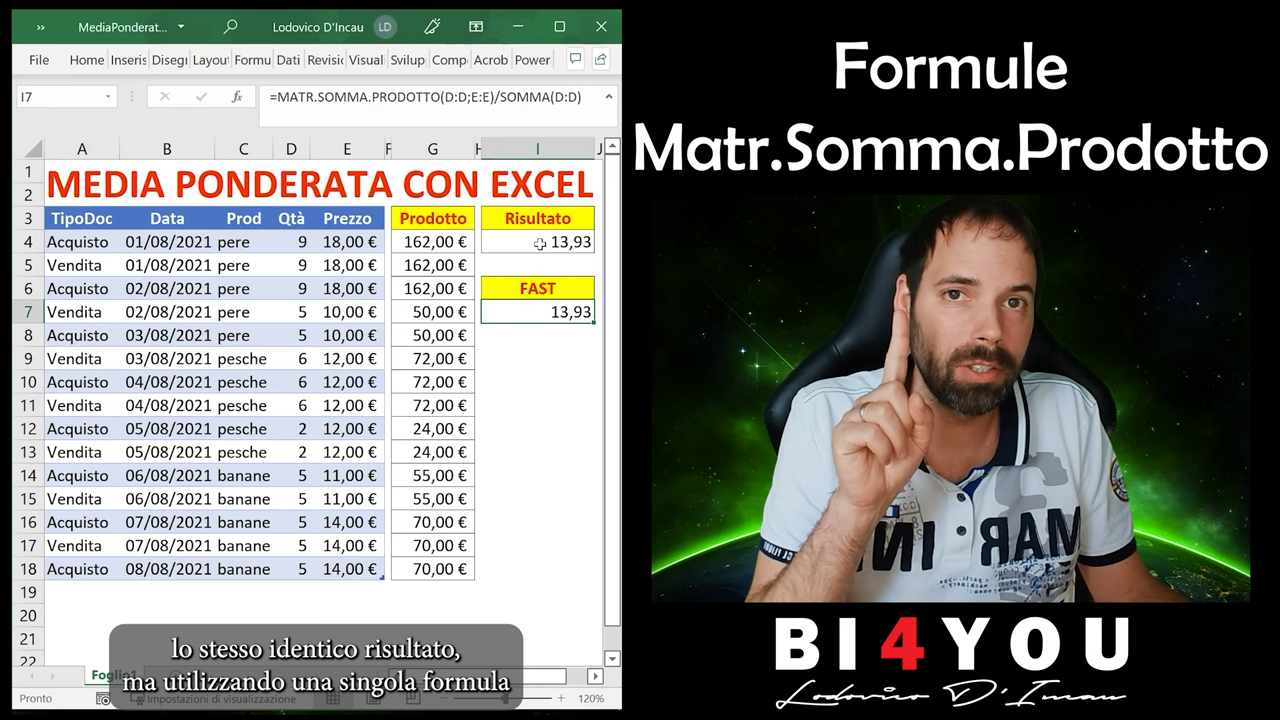 MediaPonderat...
Lodovico D'Incau
LD
File Home Inseris Disegi Layou Formu Dati Revisio Visual Svilup Comp Acrob Power
I7
fx
=MATR.SOMMA.PRODOTTO(D:D;E:E)/SOMMA(D:D)
A B C D E F G H I J
1
MEDIA PONDERATA CON EXCEL
2
3 TipoDoc Data Prod Qtà Prezzo Prodotto Risultato
4 Acquisto 01/08/2021 pere 9 18,00 € 162,00 € 13,93
5 Vendita 01/08/2021 pere 9 18,00 € 162,00 €
6 Acquisto 02/08/2021 pere 9 18,00 € 162,00 € FAST
7 Vendita 02/08/2021 pere 5 10,00 € 50,00 € 13,93
8 Acquisto 03/08/2021 pere 5 10,00 € 50,00 €
9 Vendita 03/08/2021 pesche 6 12,00 € 72,00 €
10 Acquisto 04/08/2021 pesche 6 12,00 € 72,00 €
11 Vendita 04/08/2021 pesche 6 12,00 € 72,00 €
12 Acquisto 05/08/2021 pesche 2 12,00 € 24,00 €
13 Vendita 05/08/2021 pesche 2 12,00 € 24,00 €
14 Acquisto 06/08/2021 banane 5 11,00 € 55,00 €
15 Vendita 06/08/2021 banane 5 11,00 € 55,00 €
16 Acquisto 07/08/2021 banane 5 14,00 € 70,00 €
17 Vendita 07/08/2021 banane 5 14,00 € 70,00 €
18 Acquisto 08/08/2021 banane 5 14,00 € 70,00 €
19
20
21
22
lo stesso identico risultato,
ma utilizzando una singola formula
Foglio1
Pronto
Impostazioni di visualizzazione
120%
Formule
Matr.Somma.Prodotto
BI4YOU
Lodovico D'Incau